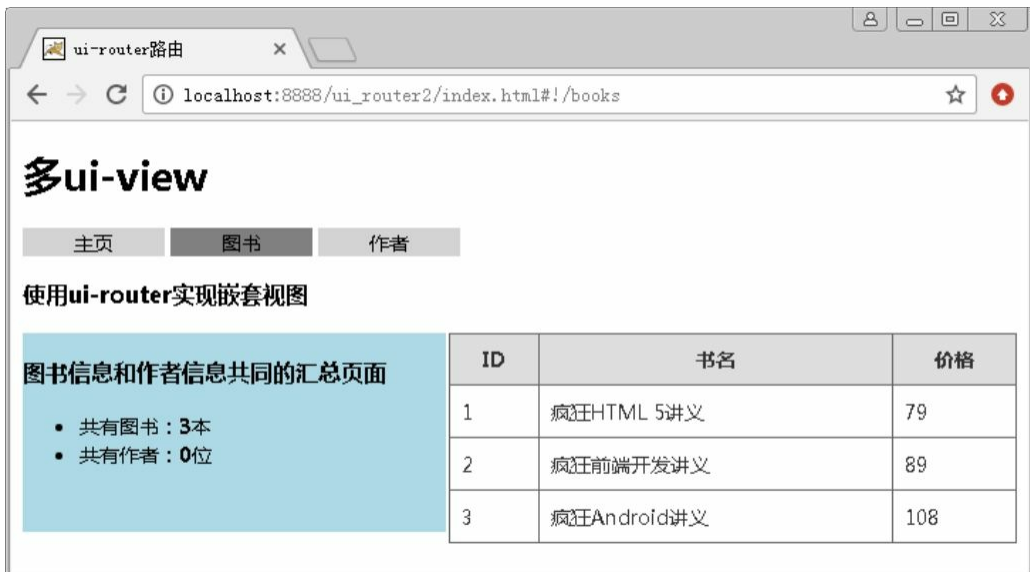 ui-router路由
localhost:8888/ui_router2/index.html#!/books
多ui-view
主页 图书 作者
使用ui-router实现嵌套视图
图书信息和作者信息共同的汇总页面
共有图书：3本
共有作者：0位
ID 书名 价格
1 疯狂HTML 5讲义 79
2 疯狂前端开发讲义 89
3 疯狂Android讲义 108